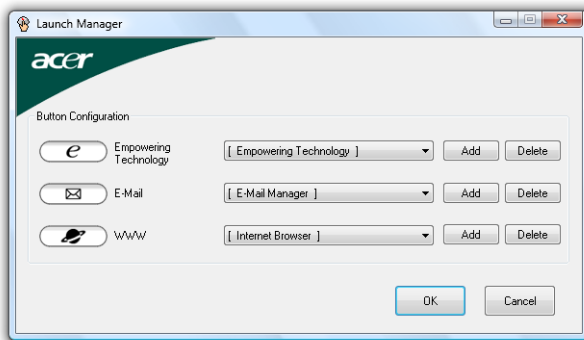 Launch Manager
acer
Button Configuration
e
Empowering
Technology
[ Empowering Technology ]
Add
Delete
E-Mail
[ E-Mail Manager ]
Add
Delete
WWW
[ Internet Browser ]
Add
Delete
OK
Cancel